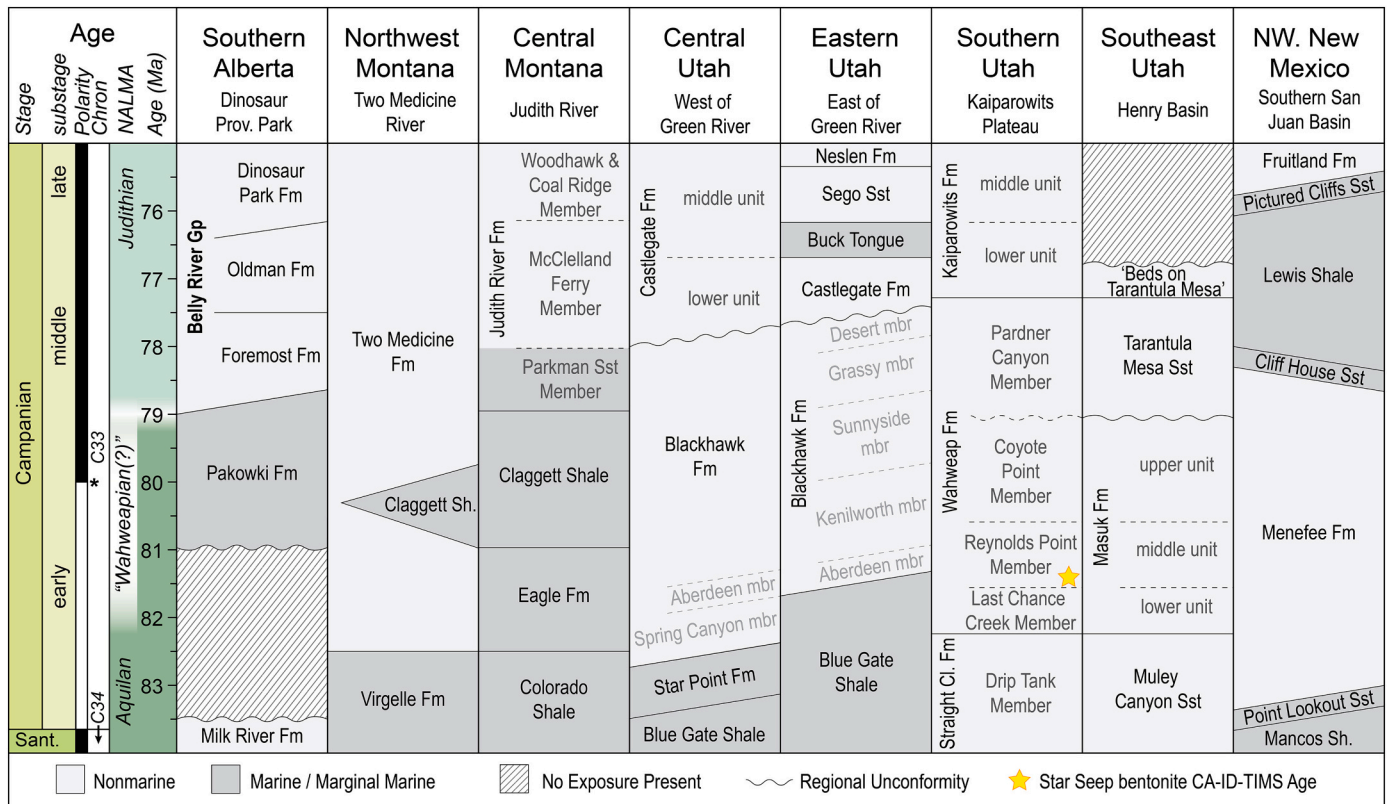 Age
Stage
substage
Polarity
Chron
NALMA
Age (Ma)
Southern
Alberta
Dinosaur
Prov. Park
Northwest
Montana
Two Medicine
River
Central
Montana
Judith River
Central
Utah
West of
Green River
Eastern
Utah
East of
Green River
Southern
Utah
Kaiparowits
Plateau
Southeast
Utah
Henry Basin
NW. New
Mexico
Southern San
Juan Basin
Campanian
Sant.
late
middle
early
C33
*
C34
Judithian
"Wahweapian(?)"
Aquilan
76
77
78
79
80
81
82
83
Belly River Gp
Dinosaur
Park Fm
Oldman Fm
Foremost Fm
Pakowki Fm
Milk River Fm
Two Medicine
Fm
Claggett Sh.
Virgelle Fm
Judith River Fm
Woodhawk &
Coal Ridge
Member
McClelland
Ferry
Member
Parkman Sst
Member
Claggett Shale
Eagle Fm
Colorado
Shale
Castlegate Fm
middle unit
lower unit
Blackhawk
Fm
Aberdeen mbr
Spring Canyon mbr
Star Point Fm
Blue Gate Shale
Neslen Fm
Sego Sst
Buck Tongue
Castlegate Fm
Blackhawk Fm
Desert mbr
Grassy mbr
Sunnyside
mbr
Kenilworth mbr
Aberdeen mbr
Blue Gate
Shale
Kaiparowits Fm
middle unit
lower unit
Wahweap Fm
Pardner
Canyon
Member
Coyote
Point
Member
Reynolds Point
Member
Last Chance
Creek Member
Straight Cl. Fm
Drip Tank
Member
'Beds on
Tarantula Mesa'
Tarantula
Mesa Sst
Masuk Fm
upper unit
middle unit
lower unit
Muley
Canyon Sst
Fruitland Fm
Pictured Cliffs Sst
Lewis Shale
Cliff House Sst
Menefee Fm
Point Lookout Sst
Mancos Sh.
Nonmarine
Marine / Marginal Marine
No Exposure Present
Regional Unconformity
Star Seep bentonite CA-ID-TIMS Age